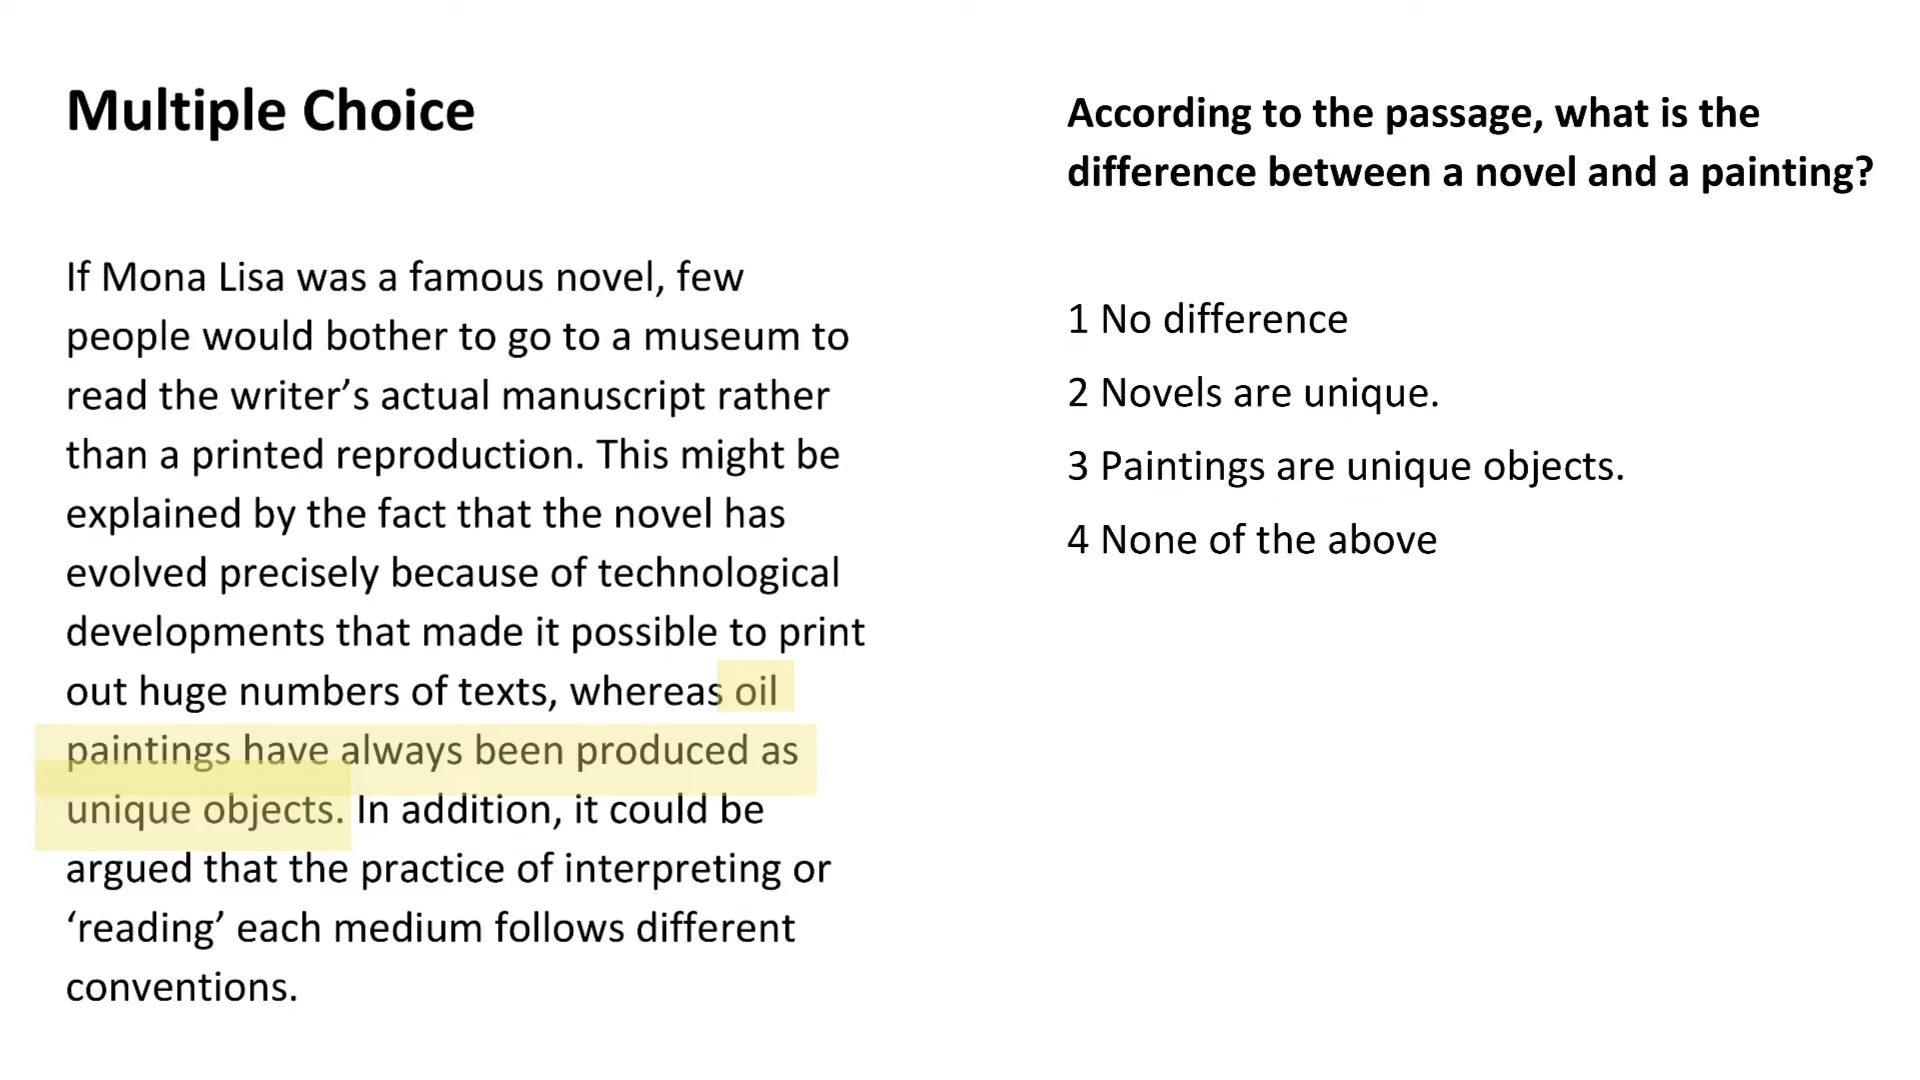 Multiple Choice
If Mona Lisa was a famous novel, few
people would bother to go to a museum to
read the writer’s actual manuscript rather
than a printed reproduction. This might be
explained by the fact that the novel has
evolved precisely because of technological
developments that made it possible to print
out huge numbers of texts, whereas oil
paintings have always been produced as
unique objects. In addition, it could be
argued that the practice of interpreting or
‘reading’ each medium follows different
conventions.
According to the passage, what is the
difference between a novel and a painting?
1 No difference
2 Novels are unique.
3 Paintings are unique objects.
4 None of the above